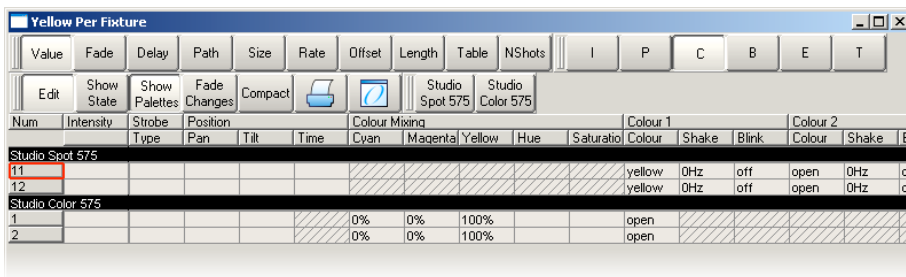 Yellow Per Fixture
Value Fade Delay Path Size Rate Offset Length Table NShots I P C B E T
Edit Show State Show Palettes Fade Changes Compact Studio Spot 575 Studio Color 575
Num Intensity Strobe Position Colour Mixing Colour 1 Colour 2
Type Pan Tilt Time Cyan Magenta Yellow Hue Saturatio Colour Shake Blink Colour Shake
Studio Spot 575
11 yellow 0Hz off open 0Hz
12 yellow 0Hz off open 0Hz
Studio Color 575
1 0% 0% 100% open
2 0% 0% 100% open